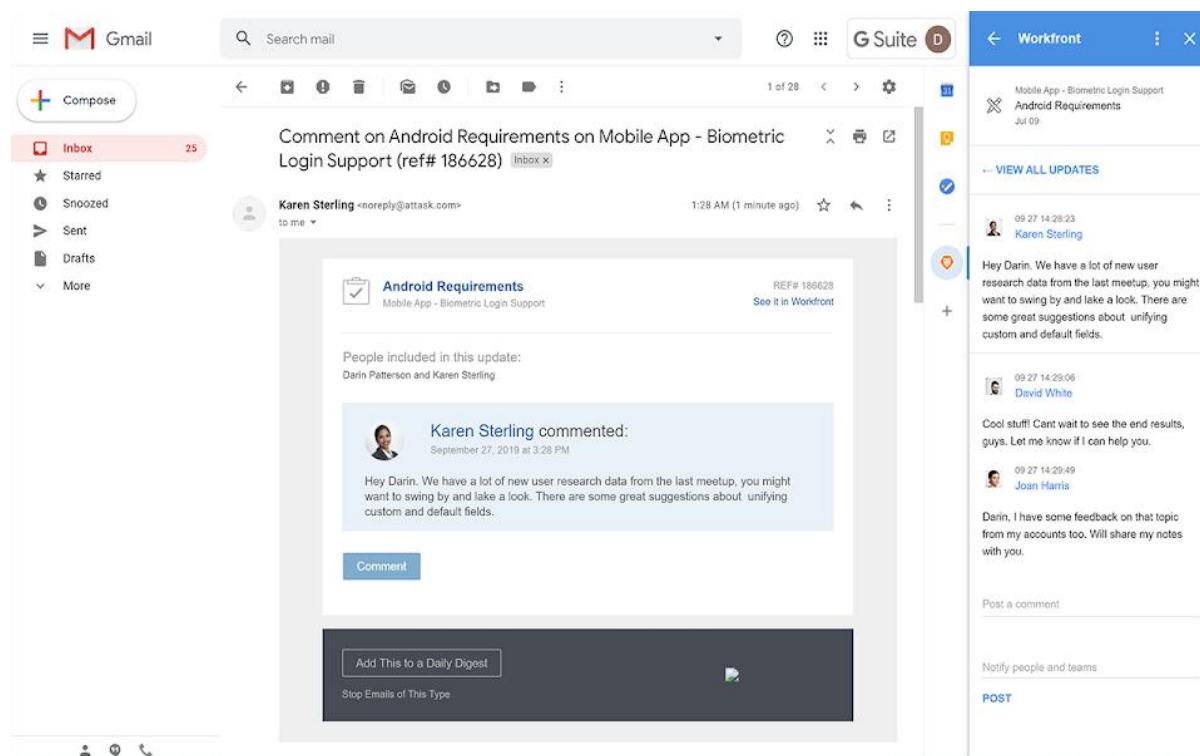 Gmail
Search mail
G Suite
D
Compose
Inbox 25
Starred
Snoozed
Sent
Drafts
More
1 of 28
Comment on Android Requirements on Mobile App - Biometric
Login Support (ref# 186628) Inbox x
Karen Sterling <noreply@attask.com> 1:28 AM (1 minute ago)
to me
Android Requirements REF# 186628
Mobile App - Biometric Login Support See it in Workfront
People included in this update:
Darin Patterson and Karen Sterling
Karen Sterling commented:
September 27, 2019 at 3:28 PM
Hey Darin. We have a lot of new user research data from the last meetup, you might
want to swing by and lake a look. There are some great suggestions about unifying
custom and default fields.
Comment
Add This to a Daily Digest
Stop Emails of This Type
31
Workfront
Mobile App - Biometric Login Support
Android Requirements
Jul 09
VIEW ALL UPDATES
09 27 14:28:23
Karen Sterling
Hey Darin. We have a lot of new user
research data from the last meetup, you might
want to swing by and lake a look. There are
some great suggestions about unifying
custom and default fields.
09 27 14:29:06
David White
Cool stuff! Cant wait to see the end results,
guys. Let me know if I can help you.
09 27 14:29:49
Joan Harris
Darin, I have some feedback on that topic
from my accounts too. Will share my notes
with you.
Post a comment
Notify people and teams
POST